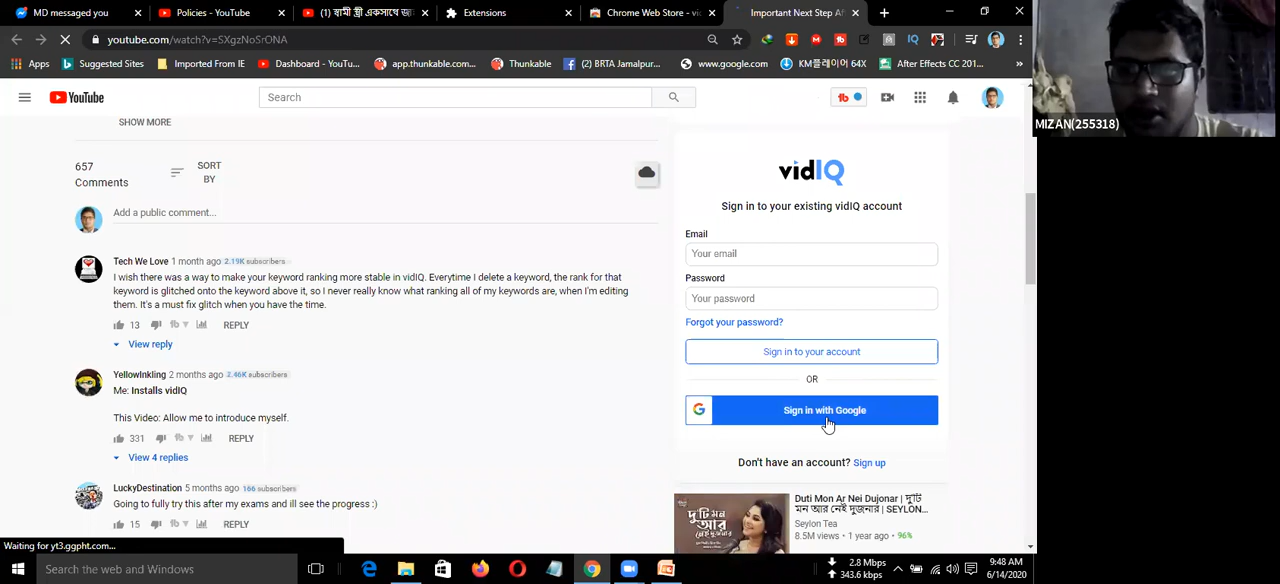 MD messaged you
Policies - YouTube
(1) স্বামী স্ত্রী একসাথে জা
Extensions
Chrome Web Store - vi
Important Next Step Af
youtube.com/watch?v=SXgzNoSrONA
Apps
Suggested Sites
Imported From IE
Dashboard - YouTu...
app.thunkable.com...
Thunkable
(2) BRTA Jamalpur...
www.google.com
KM플레이어 64X
After Effects CC 201...
»
YouTube
Search
MIZAN(255318)
SHOW MORE
657
Comments
SORT
BY
Add a public comment...
Tech We Love 1 month ago 2.19K subscribers
I wish there was a way to make your keyword ranking more stable in vidIQ. Everytime I delete a keyword, the rank for that
keyword is glitched onto the keyword above it, so I never really know what ranking all of my keywords are, when I'm editing
them. It's a must fix glitch when you have the time.
13 REPLY
View reply
YellowInkling 2 months ago 2.46K subscribers
Me: Installs vidIQ
This Video: Allow me to introduce myself.
331 REPLY
View 4 replies
LuckyDestination 5 months ago 166 subscribers
Going to fully try this after my exams and ill see the progress :)
15 REPLY
vidIQ
Sign in to your existing vidIQ account
Email
Your email
Password
Your password
Forgot your password?
Sign in to your account
OR
Sign in with Google
Don't have an account? Sign up
দুটি মন আর নেই দুজনার
Duti Mon Ar Nei Dujonar | দুটি
মন আর নেই দুজনার | SEYLON...
Seylon Tea
8.5M views • 1 year ago • 96%
Waiting for yt3.ggpht.com...
Search the web and Windows
2.8 Mbps
343.6 kbps
9:48 AM
6/14/2020